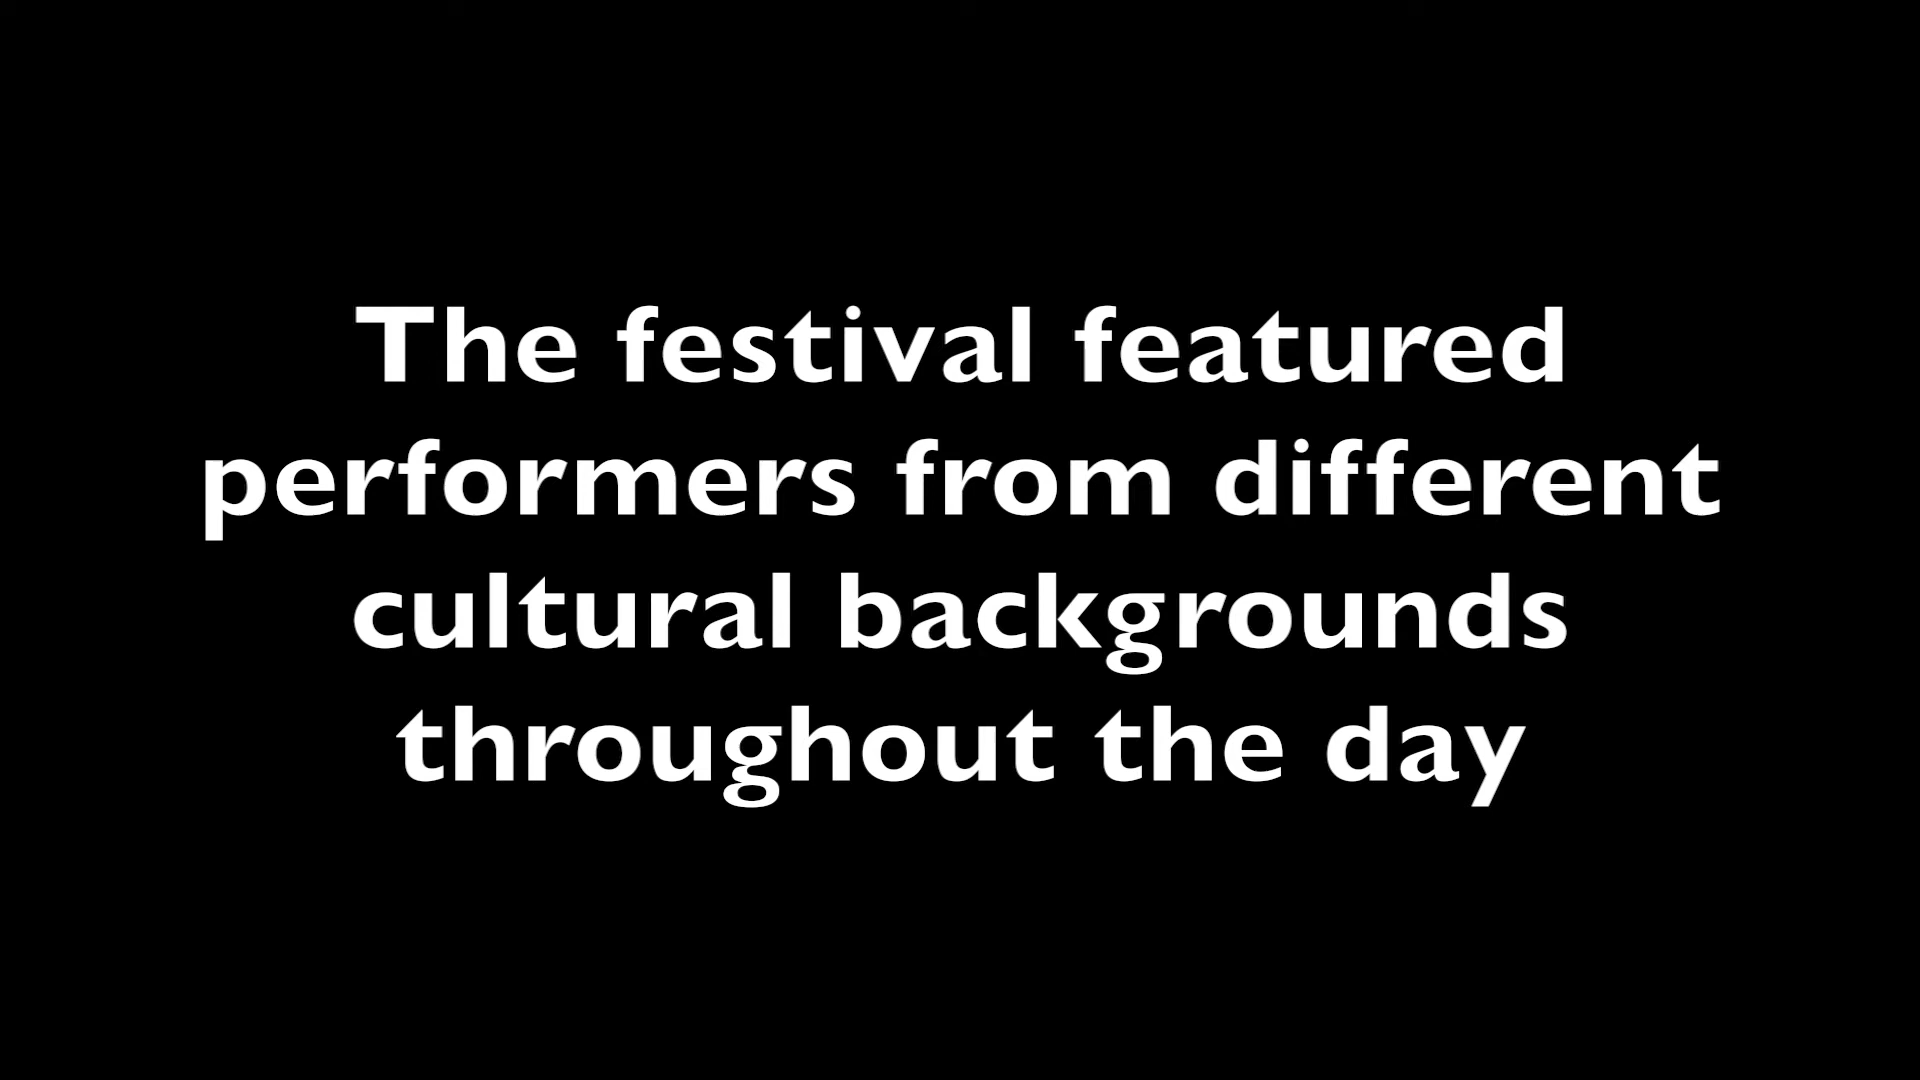 The festival featured
performers from different
cultural backgrounds
throughout the day